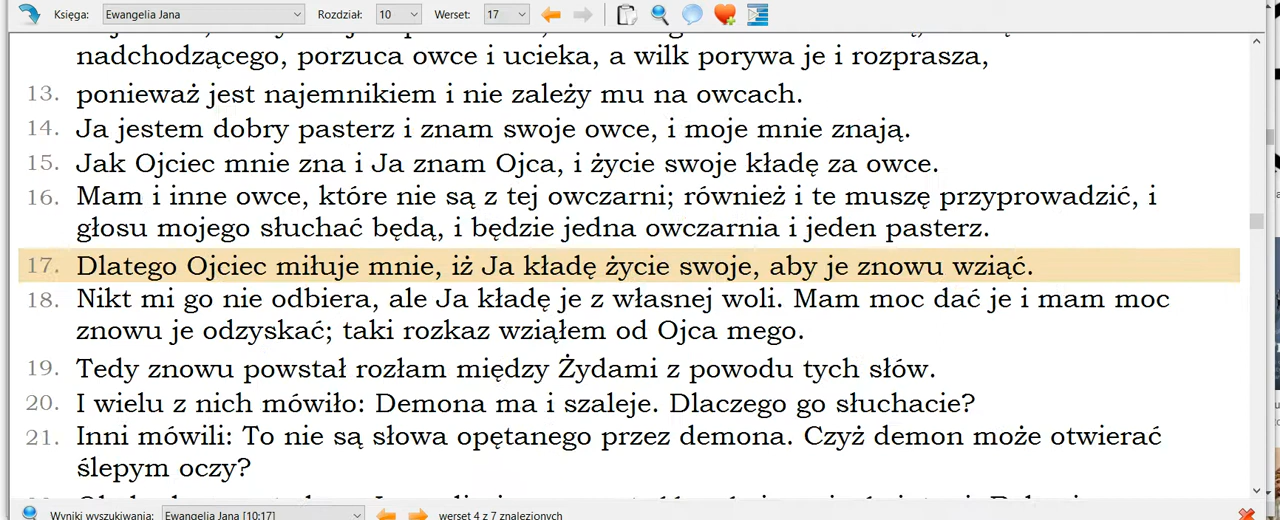 Księga: Ewangelia Jana Rozdział: 10 Werset: 17
nadchodzącego, porzuca owce i ucieka, a wilk porywa je i rozprasza,
13. ponieważ jest najemnikiem i nie zależy mu na owcach.
14. Ja jestem dobry pasterz i znam swoje owce, i moje mnie znają.
15. Jak Ojciec mnie zna i Ja znam Ojca, i życie swoje kładę za owce.
16. Mam i inne owce, które nie są z tej owczarni; również i te muszę przyprowadzić, i
głosu mojego słuchać będą, i będzie jedna owczarnia i jeden pasterz.
17. Dlatego Ojciec miłuje mnie, iż Ja kładę życie swoje, aby je znowu wziąć.
18. Nikt mi go nie odbiera, ale Ja kładę je z własnej woli. Mam moc dać je i mam moc
znowu je odzyskać; taki rozkaz wziąłem od Ojca mego.
19. Tedy znowu powstał rozłam między Żydami z powodu tych słów.
20. I wielu z nich mówiło: Demona ma i szaleje. Dlaczego go słuchacie?
21. Inni mówili: To nie są słowa opętanego przez demona. Czyż demon może otwierać
ślepym oczy?
Wyniki wyszukiwania: Ewangelia Jana [10:17] werset 4 z 7 znalezionych